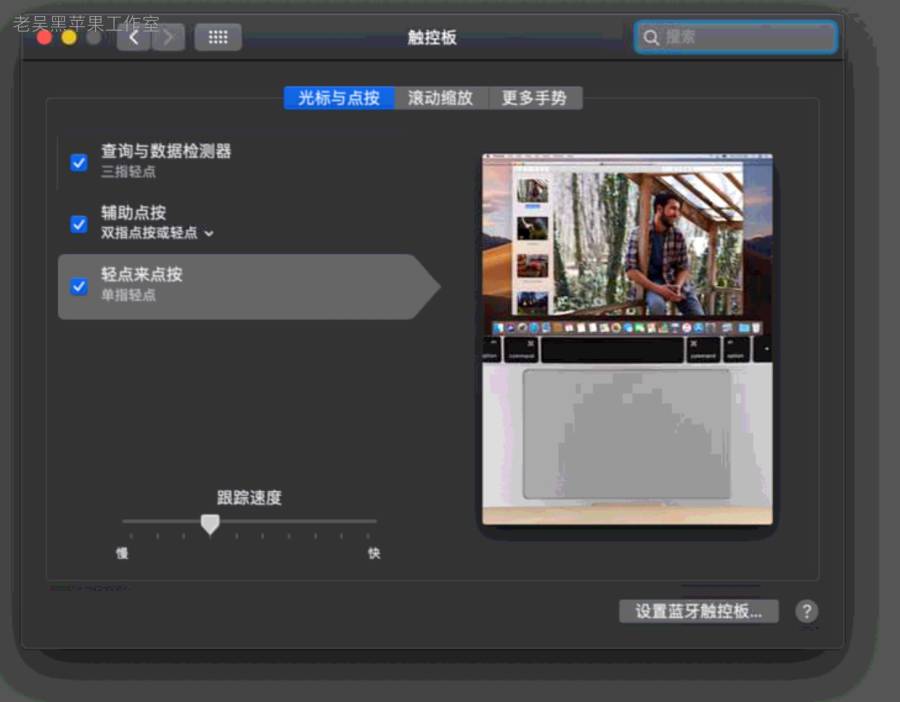 老吴黑苹果工作室
触控板
搜索
光标与点按
滚动缩放
更多手势
查询与数据检测器
三指轻点
辅助点按
双指点按或轻点
轻点来点按
单指轻点
command
command
option
跟踪速度
慢
快
设置蓝牙触控板...
?